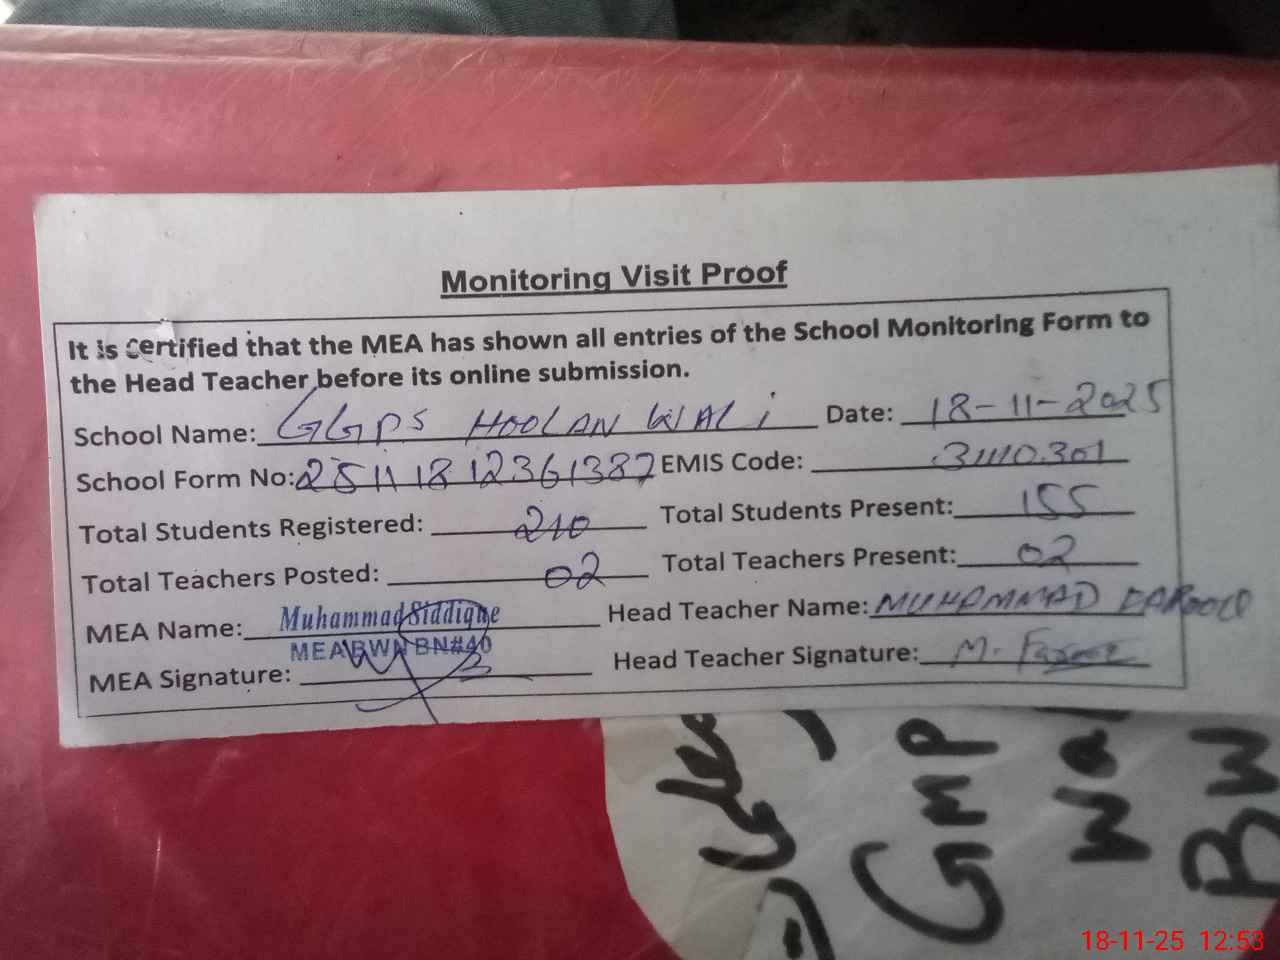 Monitoring Visit Proof
It is certified that the MEA has shown all entries of the School Monitoring Form to
the Head Teacher before its online submission.
School Name: GGPS HOOLAN WALI Date: 18-11-2025
School Form No: 251118 12361387 EMIS Code: 31110301
Total Students Registered: 210 Total Students Present: 155
Total Teachers Posted: 02 Total Teachers Present: 02
MEA Name: Muhammad Siddique Head Teacher Name: MUHAMMAD FAROOQ
MEA BWN BN#40
MEA Signature: Head Teacher Signature: M. Farooq
GMP
Wal
BW
18-11-25 12:53